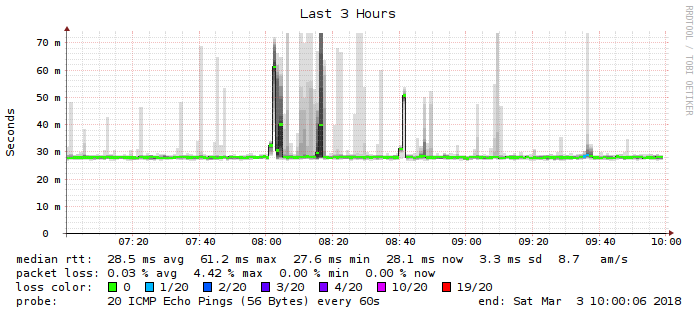 Last 3 Hours
RRDTOOL / TOBI OETIKER
Seconds
70 m
60 m
50 m
40 m
30 m
20 m
10 m
0
07:20 07:40 08:00 08:20 08:40 09:00 09:20 09:40 10:00
median rtt: 28.5 ms avg 61.2 ms max 27.6 ms min 28.1 ms now 3.3 ms sd 8.7 am/s
packet loss: 0.03 % avg 4.42 % max 0.00 % min 0.00 % now
loss color: 0 1/20 2/20 3/20 4/20 10/20 19/20
probe: 20 ICMP Echo Pings (56 Bytes) every 60s end: Sat Mar 3 10:00:06 2018